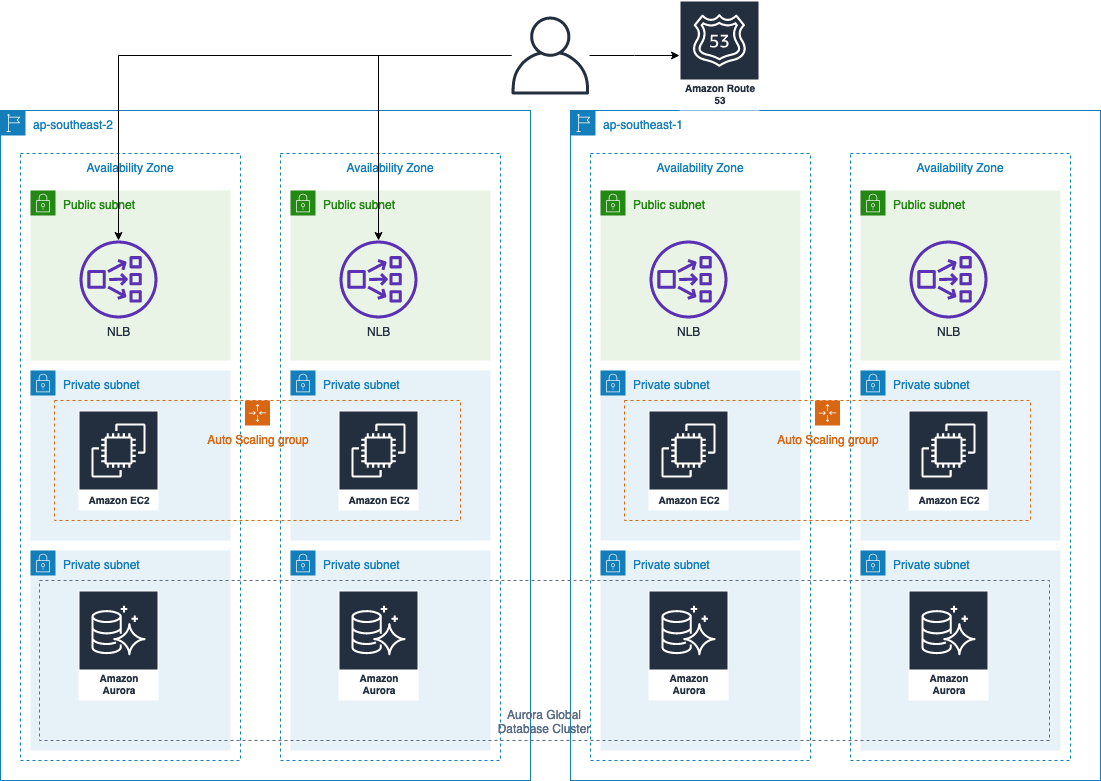 53
Amazon Route
53
ap-southeast-2
ap-southeast-1
Availability Zone
Availability Zone
Availability Zone
Availability Zone
Public subnet
Public subnet
Public subnet
Public subnet
NLB
NLB
NLB
NLB
Private subnet
Private subnet
Private subnet
Private subnet
Auto Scaling group
Auto Scaling group
Amazon EC2
Amazon EC2
Amazon EC2
Amazon EC2
Private subnet
Private subnet
Private subnet
Private subnet
Amazon
Aurora
Amazon
Aurora
Amazon
Aurora
Amazon
Aurora
Aurora Global
Database Cluster